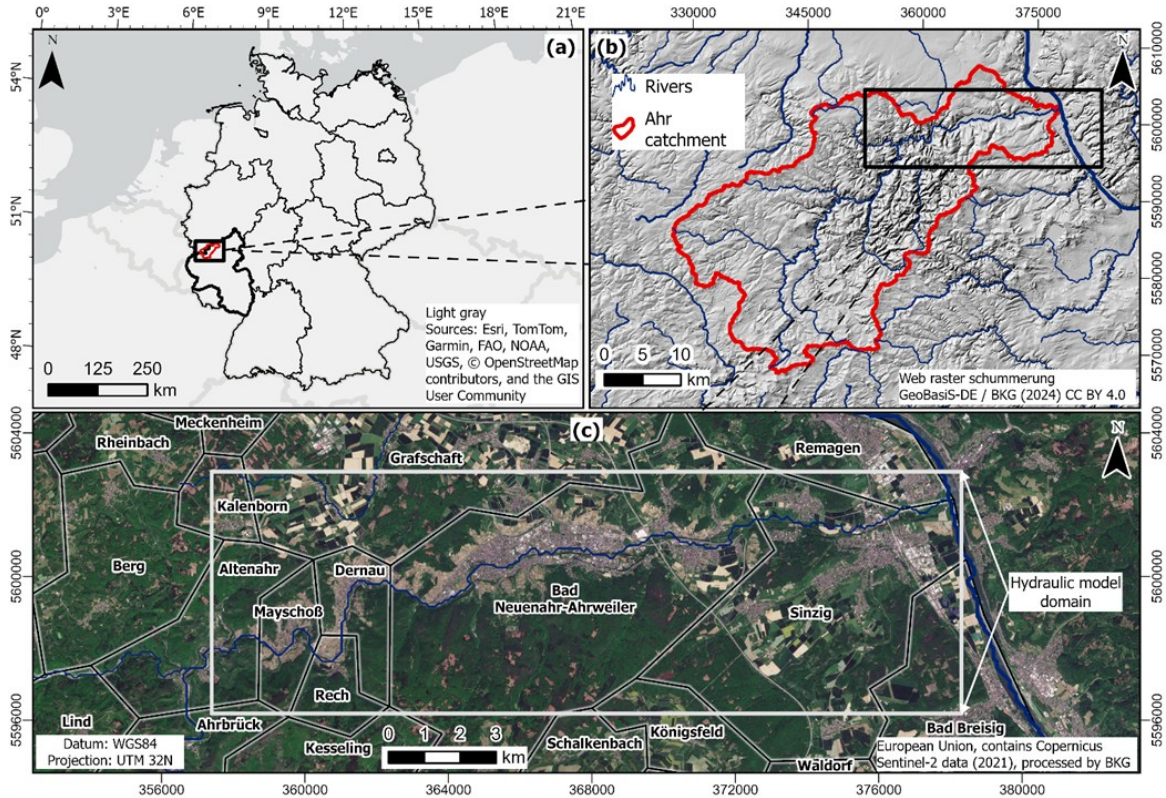 0° 3°E 6°E 9°E 12°E 15°E 18°E 21°E
330000 345000 360000 375000
N
(a)
54°N
51°N
48°N
Light gray
Sources: Esri, TomTom,
Garmin, FAO, NOAA,
USGS, © OpenStreetMap
contributors, and the GIS
User Community
0 125 250
km
(b)
N
Rivers
Ahr
catchment
5610000
5600000
5590000
5580000
5570000
0 5 10
km
Web raster schummerung
GeoBasiS-DE / BKG (2024) CC BY 4.0
(c)
N
5604000
5600000
5596000
Meckenheim
Rheinbach
Grafschaft
Remagen
Kalenborn
Berg
Altenahr
Dernau
Mayschoß
Bad
Neuenahr-Ahrweiler
Sinzig
Hydraulic model
domain
Rech
Lind
Ahrbrück
Kesseling
Schalkenbach
Königsfeld
Waldorf
Bad Breisig
Datum: WGS84
Projection: UTM 32N
0 1 2 3
km
European Union, contains Copernicus
Sentinel-2 data (2021), processed by BKG
5604000
5600000
5596000
356000 360000 364000 368000 372000 376000 380000